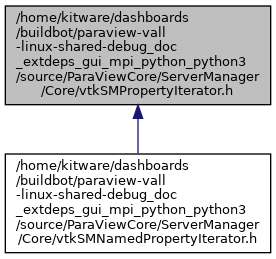 /home/kitware/dashboards
/buildbot/paraview-vall
-linux-shared-debug_doc
_extdeps_gui_mpi_python_python3
/source/ParaViewCore/ServerManager
/Core/vtkSMPropertyIterator.h
/home/kitware/dashboards
/buildbot/paraview-vall
-linux-shared-debug_doc
_extdeps_gui_mpi_python_python3
/source/ParaViewCore/ServerManager
/Core/vtkSMNamedPropertyIterator.h